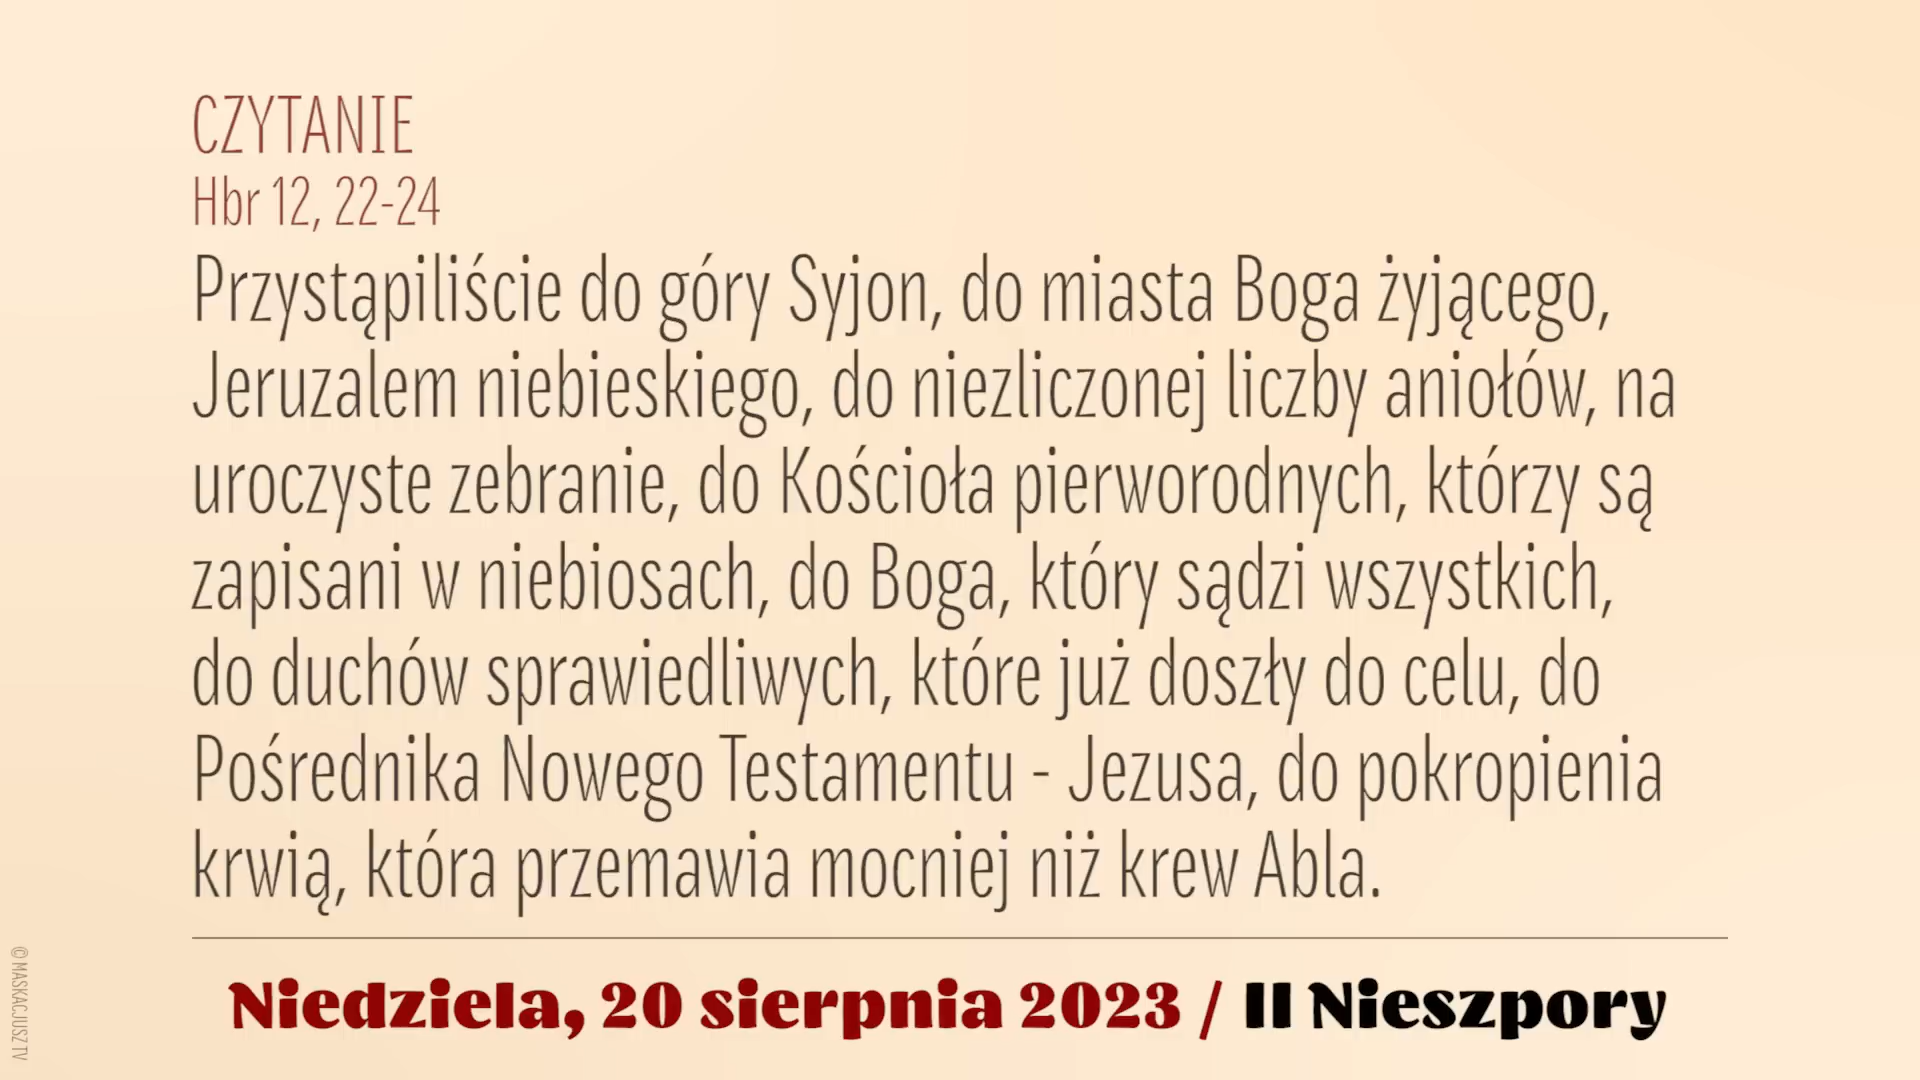 CZYTANIE
Hbr 12, 22-24
Przystąpiliście do góry Syjon, do miasta Boga żyjącego,
Jeruzalem niebieskiego, do niezliczonej liczby aniołów, na
uroczyste zebranie, do Kościoła pierworodnych, którzy są
zapisani w niebiosach, do Boga, który sądzi wszystkich,
do duchów sprawiedliwych, które już doszły do celu, do
Pośrednika Nowego Testamentu - Jezusa, do pokropienia
krwią, która przemawia mocniej niż krew Abla.
Niedziela, 20 sierpnia 2023 / II Nieszpory
© MASKACJUSZ TV